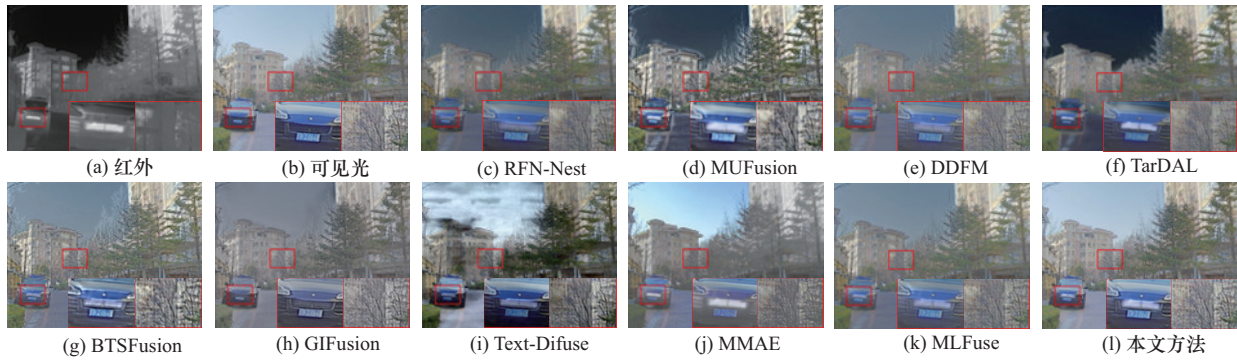 (a) 红外
(b) 可见光
(c) RFN-Nest
(d) MUFusion
(e) DDFM
(f) TarDAL
(g) BTSFusion
(h) GIFusion
(i) Text-Difuse
(j) MMAE
(k) MLFuse
(l) 本文方法